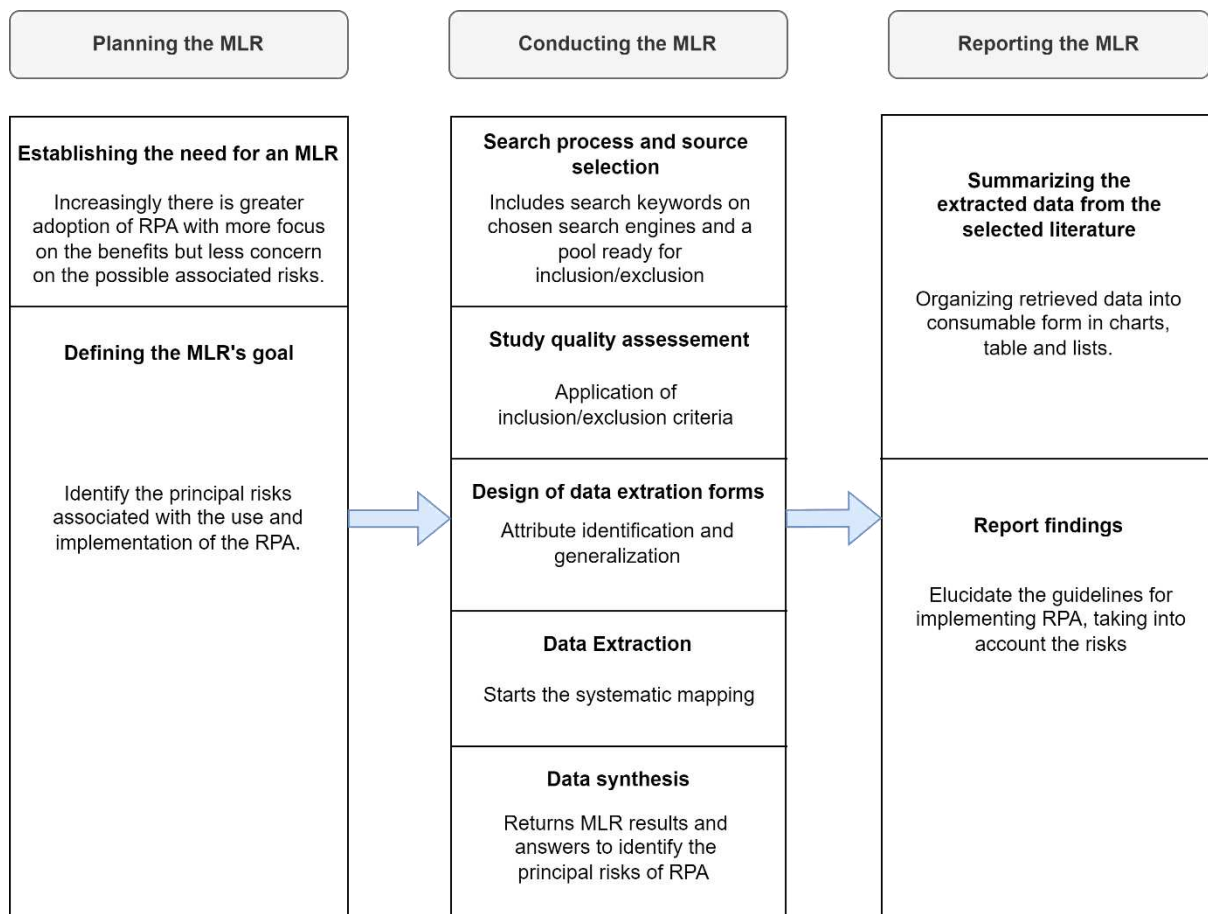 Planning the MLR
Establishing the need for an MLR
Increasingly there is greater
adoption of RPA with more focus
on the benefits but less concern
on the possible associated risks.
Defining the MLR's goal
Identify the principal risks
associated with the use and
implementation of the RPA.
Conducting the MLR
Search process and source
selection
Includes search keywords on
chosen search engines and a
pool ready for
inclusion/exclusion
Study quality assessement
Application of
inclusion/exclusion criteria
Design of data extration forms
Attribute identification and
generalization
Data Extraction
Starts the systematic mapping
Data synthesis
Returns MLR results and
answers to identify the
principal risks of RPA
Reporting the MLR
Summarizing the
extracted data from the
selected literature
Organizing retrieved data into
consumable form in charts,
table and lists.
Report findings
Elucidate the guidelines for
implementing RPA, taking into
account the risks